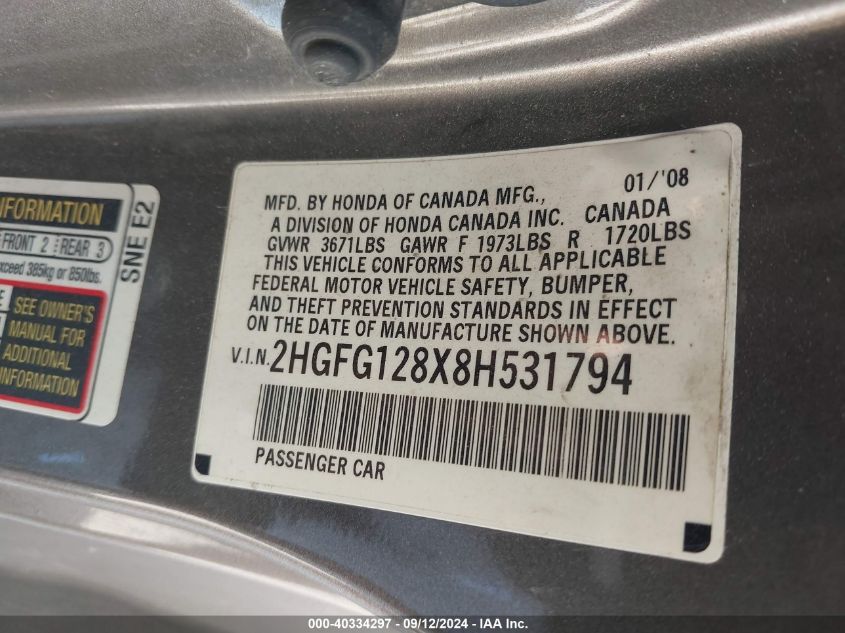 INFORMATION
FRONT 2 REAR 3
exceed 385kg or 850lbs.
SEE OWNER'S
MANUAL FOR
ADDITIONAL
INFORMATION
SNE E2
MFD. BY HONDA OF CANADA MFG., 01/'08
A DIVISION OF HONDA CANADA INC. CANADA
GVWR 3671LBS GAWR F 1973LBS R 1720LBS
THIS VEHICLE CONFORMS TO ALL APPLICABLE
FEDERAL MOTOR VEHICLE SAFETY, BUMPER,
AND THEFT PREVENTION STANDARDS IN EFFECT
ON THE DATE OF MANUFACTURE SHOWN ABOVE.
V.I.N. 2HGFG128X8H531794
PASSENGER CAR
000-40334297 - 09/12/2024 - IAA Inc.